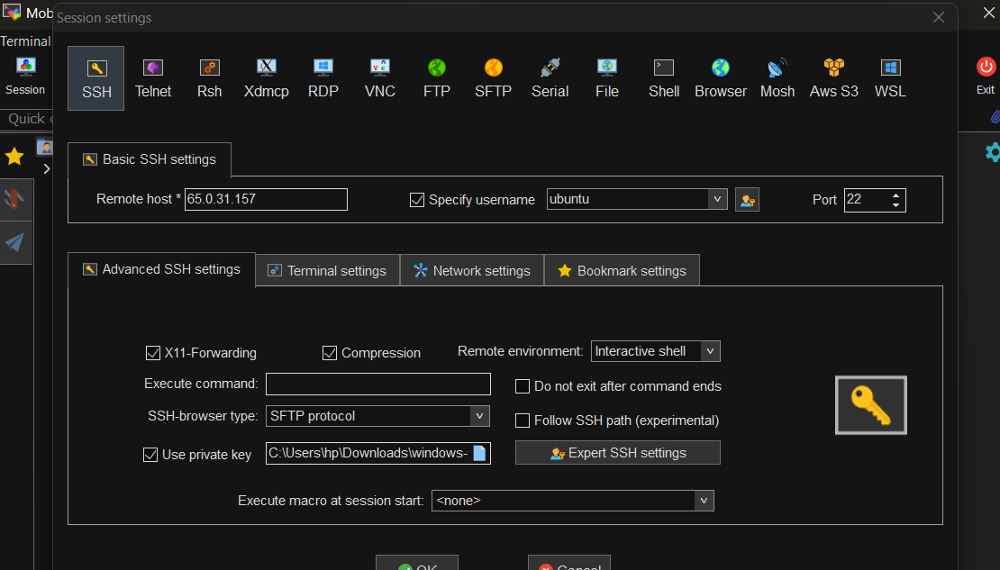 Mob
Session settings
Terminal
Session
SSH
Telnet
Rsh
Xdmcp
RDP
VNC
FTP
SFTP
Serial
File
Shell
Browser
Mosh
Aws S3
WSL
Exit
Quick c
Basic SSH settings
Remote host * 65.0.31.157
Specify username ubuntu
Port 22
Advanced SSH settings
Terminal settings
Network settings
Bookmark settings
X11-Forwarding
Compression
Remote environment: Interactive shell
Execute command:
Do not exit after command ends
SSH-browser type: SFTP protocol
Follow SSH path (experimental)
Use private key C:\Users\hp\Downloads\windows-
Expert SSH settings
Execute macro at session start: <none>
OK
Cancel